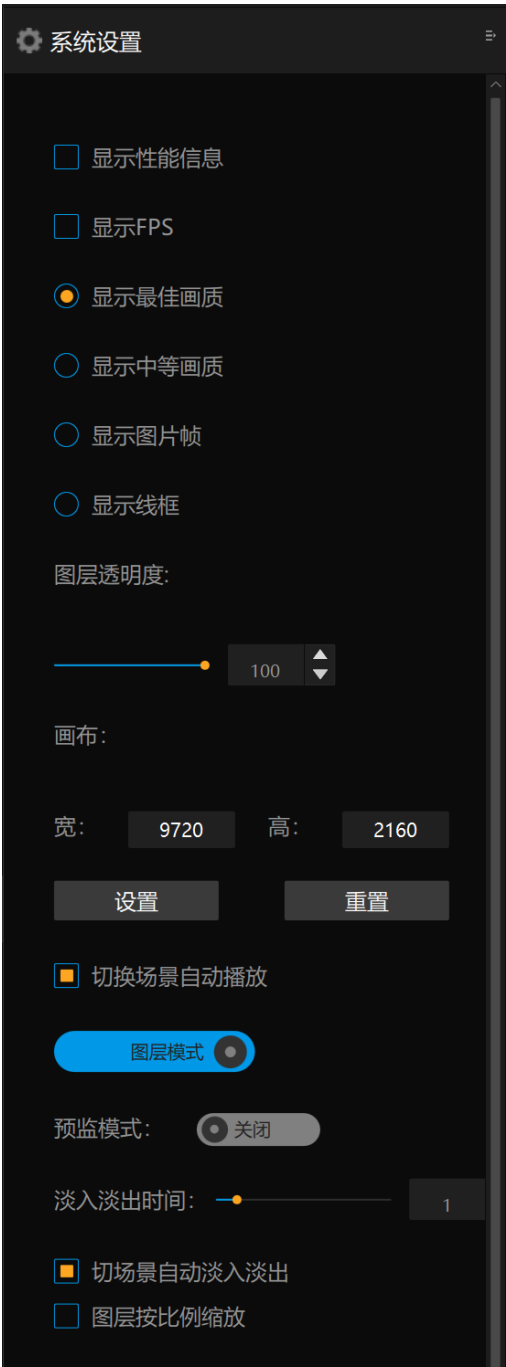 系统设置
显示性能信息
显示FPS
显示最佳画质
显示中等画质
显示图片帧
显示线框
图层透明度:
100
画布:
宽: 9720 高: 2160
设置 重置
切换场景自动播放
图层模式
预监模式: 关闭
淡入淡出时间: 1
切场景自动淡入淡出
图层按比例缩放